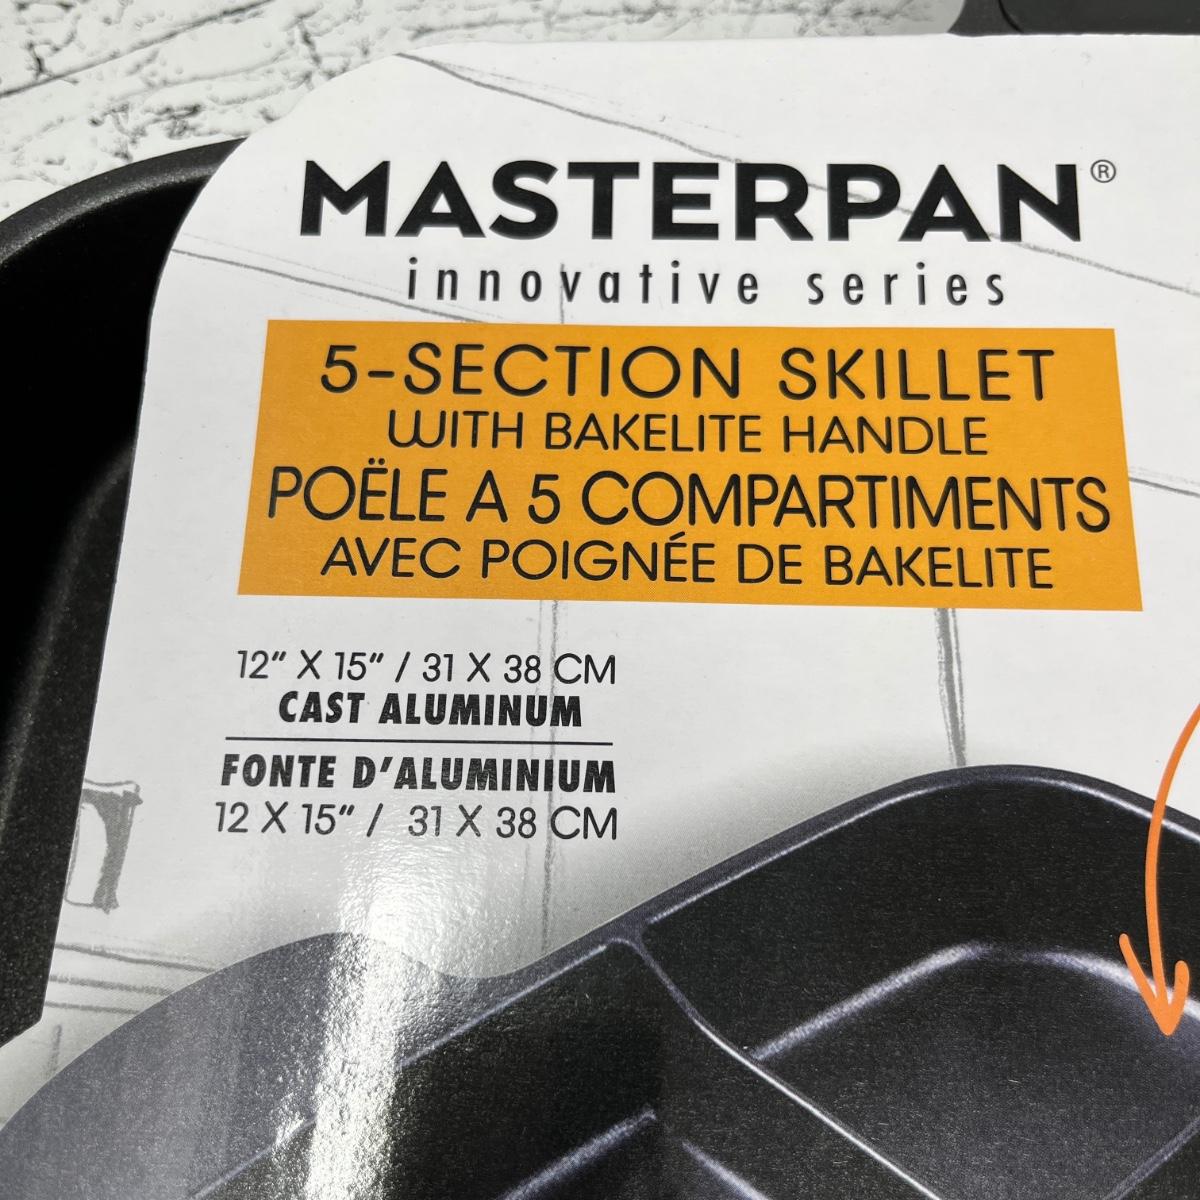 MASTERPAN®
innovative series
5-SECTION SKILLET
WITH BAKELITE HANDLE
POËLE A 5 COMPARTIMENTS
AVEC POIGNÉE DE BAKELITE
12” X 15” / 31 X 38 CM
CAST ALUMINUM
FONTE D’ALUMINIUM
12 X 15” / 31 X 38 CM